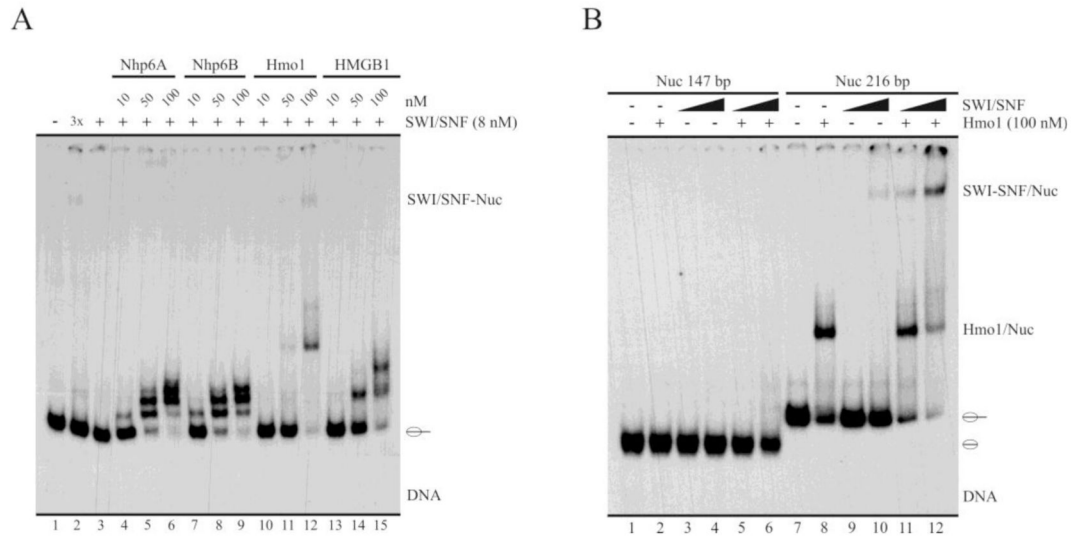 A
Nhp6A Nhp6B Hmo1 HMGB1
10 50 100 10 50 100 10 50 100 10 50 100 nM
- 3x + + + + + + + + + + + + + SWI/SNF (8 nM)
SWI/SNF-Nuc
DNA
1 2 3 4 5 6 7 8 9 10 11 12 13 14 15
B
Nuc 147 bp Nuc 216 bp
- - - - SWI/SNF
- + - - + + - + - - + + Hmo1 (100 nM)
SWI-SNF/Nuc
Hmo1/Nuc
DNA
1 2 3 4 5 6 7 8 9 10 11 12